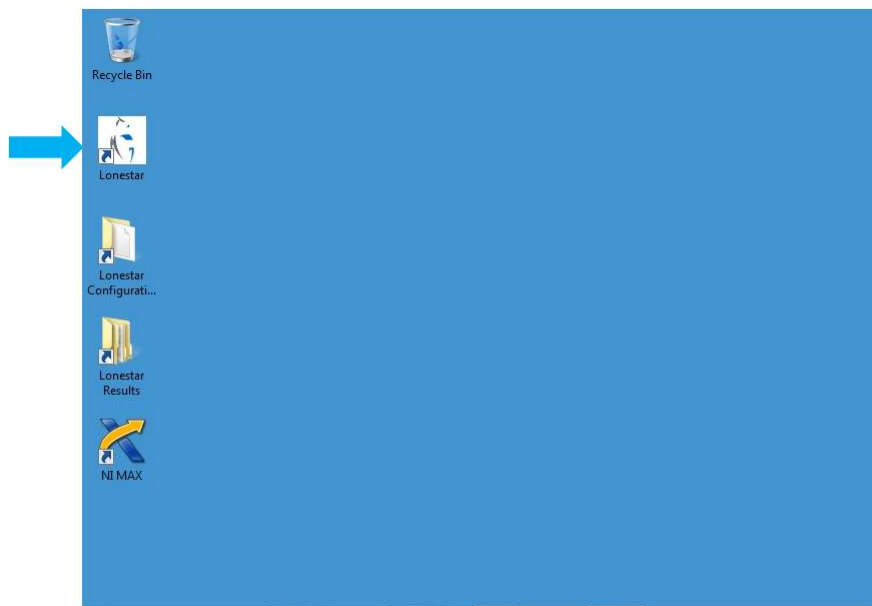 Recycle Bin
Lonestar
Lonestar
Configurati...
Lonestar
Results
NI MAX